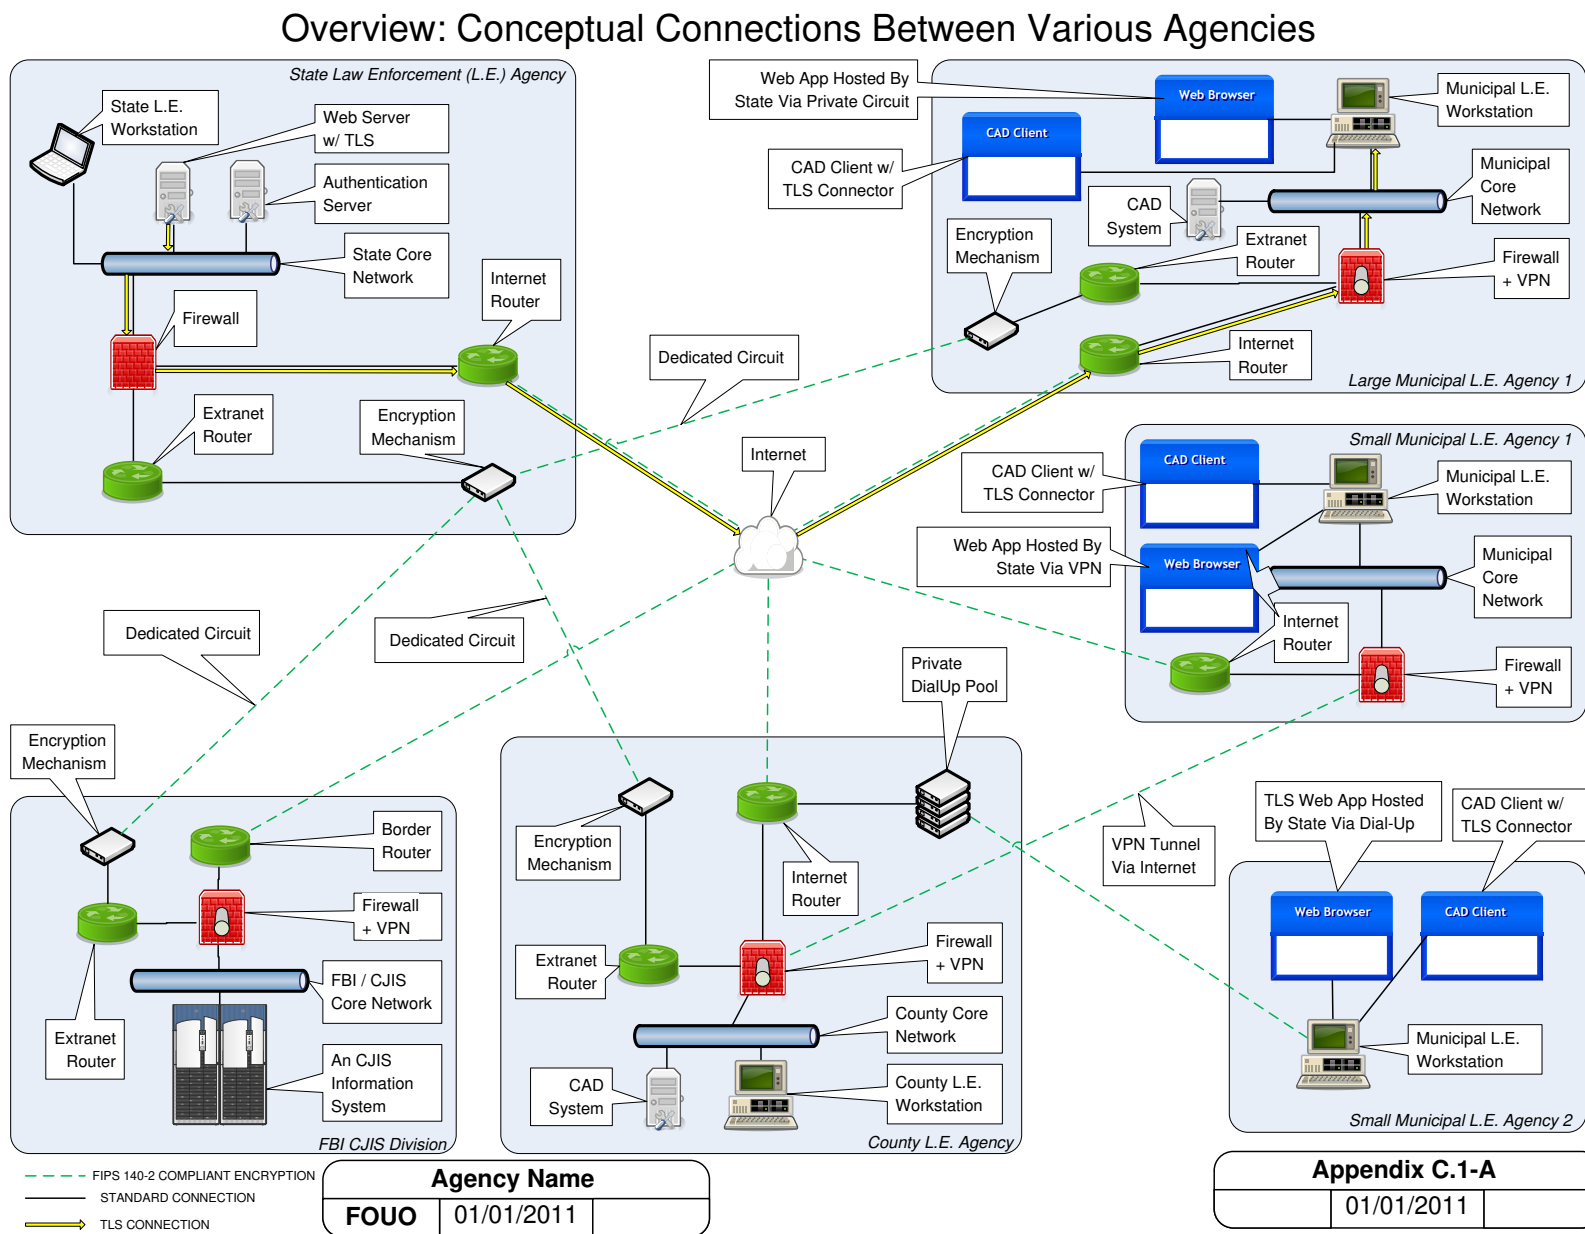 Overview: Conceptual Connections Between Various Agencies
State Law Enforcement (L.E.) Agency
State L.E.
Workstation
Web Server
w/ TLS
Authentication
Server
State Core
Network
Internet
Router
Firewall
Extranet
Router
Encryption
Mechanism
Dedicated Circuit
Internet
Web App Hosted By
State Via Private Circuit
Web Browser
CAD Client
Municipal L.E.
Workstation
CAD Client w/
TLS Connector
Municipal
Core
Network
CAD
System
Encryption
Mechanism
Extranet
Router
Firewall
+ VPN
Internet
Router
Large Municipal L.E. Agency 1
Small Municipal L.E. Agency 1
CAD Client
CAD Client w/
TLS Connector
Municipal L.E.
Workstation
Web App Hosted By
State Via VPN
Web Browser
Municipal
Core
Network
Internet
Router
Firewall
+ VPN
Dedicated Circuit
Dedicated Circuit
Private
DialUp Pool
Encryption
Mechanism
Border
Router
Firewall
+ VPN
FBI / CJIS
Core Network
Extranet
Router
An CJIS
Information
System
FBI CJIS Division
Encryption
Mechanism
Internet
Router
Extranet
Router
Firewall
+ VPN
County Core
Network
CAD
System
County L.E.
Workstation
County L.E. Agency
VPN Tunnel
Via Internet
TLS Web App Hosted
By State Via Dial-Up
CAD Client w/
TLS Connector
Web Browser
CAD Client
Municipal L.E.
Workstation
Small Municipal L.E. Agency 2
FIPS 140-2 COMPLIANT ENCRYPTION
STANDARD CONNECTION
TLS CONNECTION
Agency Name
FOUO 01/01/2011
Appendix C.1-A
01/01/2011